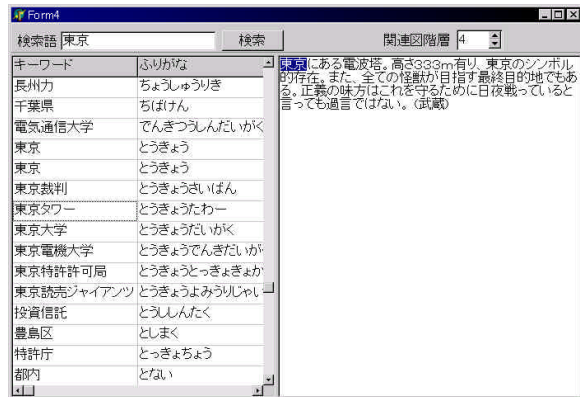 Form4
検索語 東京 検索 関連図階層 4
キーワード ふりがな
長州力 ちょうしゅうりき
千葉県 ちばけん
電気通信大学 でんきつうしんだいがく
東京 とうきょう
東京 とうきょう
東京裁判 とうきょうさいばん
東京タワー とうきょうたわー
東京大学 とうきょうだいがく
東京電機大学 とうきょうでんきだいが
東京特許許可局 とうきょうとっきょきょか
東京読売ジャイアンツ とうきょうよみうりじゃい
投資信託 とうししんたく
豊島区 としまく
特許庁 とっきょちょう
都内 とない
東京にある電波塔。高さ333m有り、東京のシンボル
的存在。また、全ての怪獣が目指す最終目的地でもあ
る。正義の味方はこれを守るために日夜戦っていると
言っても過言ではない。(武蔵)